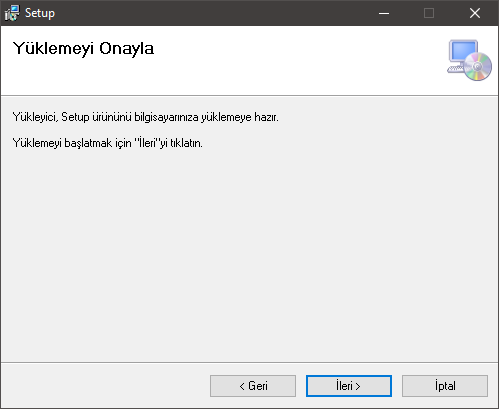 Setup
Yüklemeyi Onayla
Yükleyici, Setup ürününü bilgisayarınıza yüklemeye hazır.
Yüklemeyi başlatmak için "İleri"yi tıklatın.
< Geri
İleri >
İptal